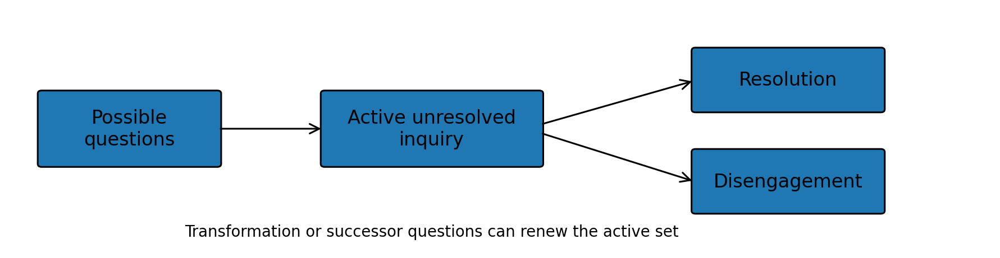 Possible
questions
Active unresolved
inquiry
Resolution
Disengagement
Transformation or successor questions can renew the active set